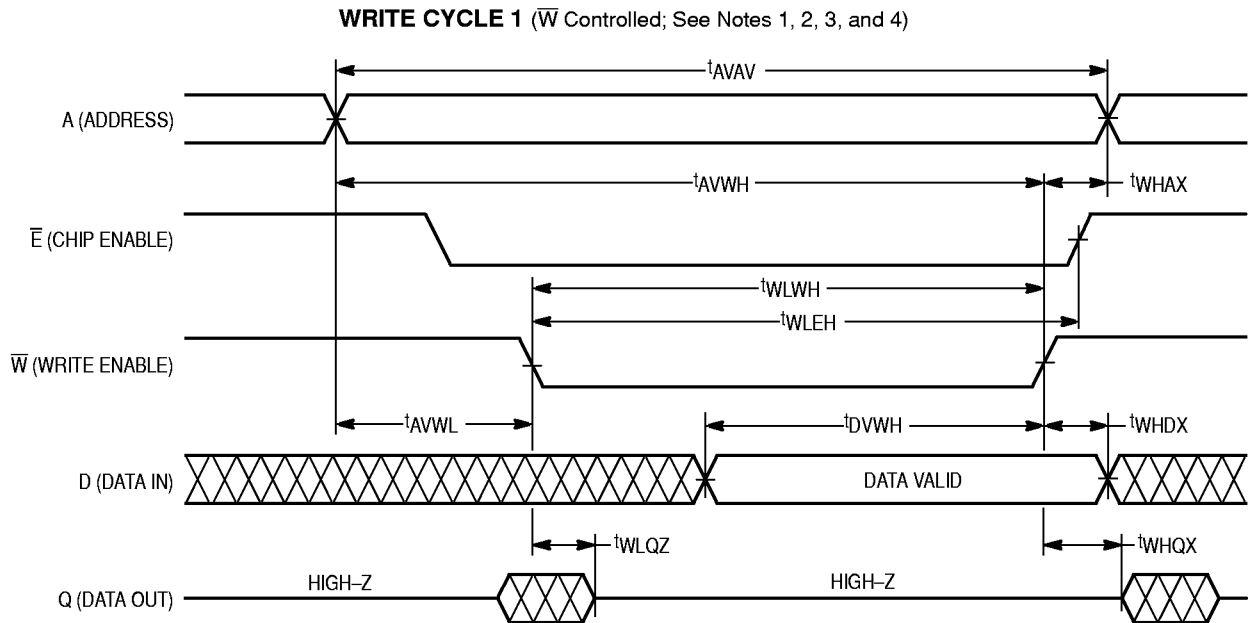 WRITE CYCLE 1 (W̅ Controlled; See Notes 1, 2, 3, and 4)
tAVAV
A (ADDRESS)
tAVWH
tWHAX
E̅ (CHIP ENABLE)
tWLWH
tWLEH
W̅ (WRITE ENABLE)
tAVWL
tDVWH
tWHDX
D (DATA IN)
DATA VALID
tWLQZ
tWHQX
Q (DATA OUT)
HIGH–Z
HIGH–Z